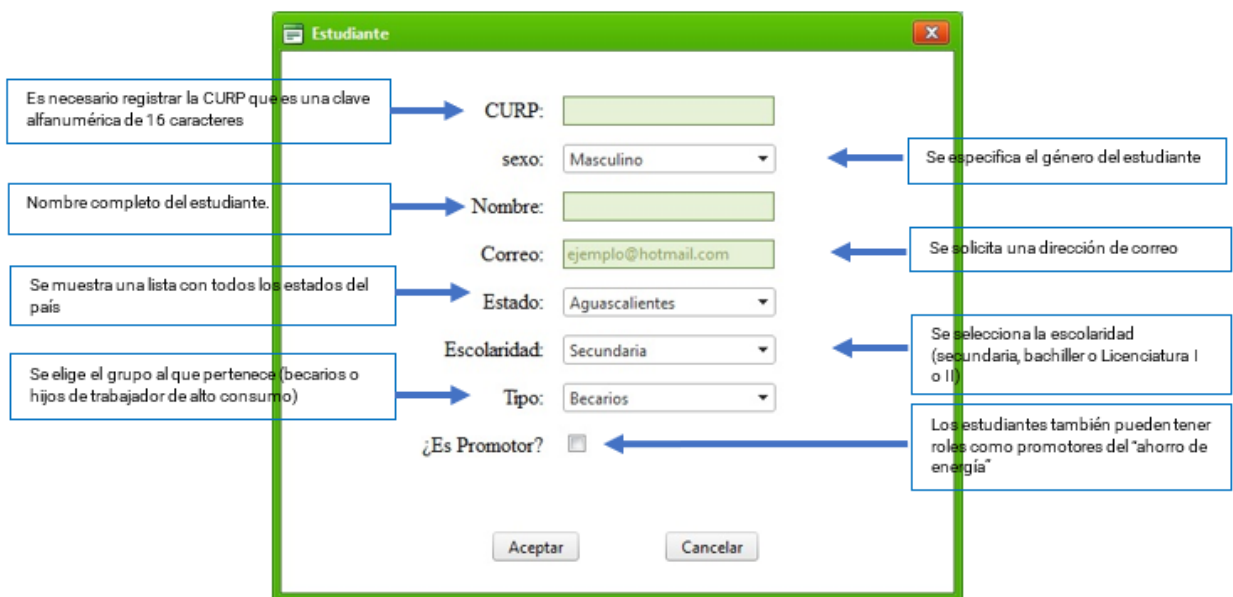 Estudiante
Es necesario registrar la CURP que es una clave
alfanumérica de 16 caracteres
CURP:
sexo:
Masculino
Se especifica el género del estudiante
Nombre completo del estudiante.
Nombre:
Correo:
ejemplo@hotmail.com
Se solicita una dirección de correo
Se muestra una lista con todos los estados del
país
Estado:
Aguascalientes
Escolaridad:
Secundaria
Se selecciona la escolaridad
(secundaria, bachiller o Licenciatura I
o II)
Se elige el grupo al que pertenece (becarios o
hijos de trabajador de alto consumo)
Tipo:
Becarios
¿Es Promotor?
Los estudiantes también pueden tener
roles como promotores del "ahorro de
energía"
Aceptar
Cancelar